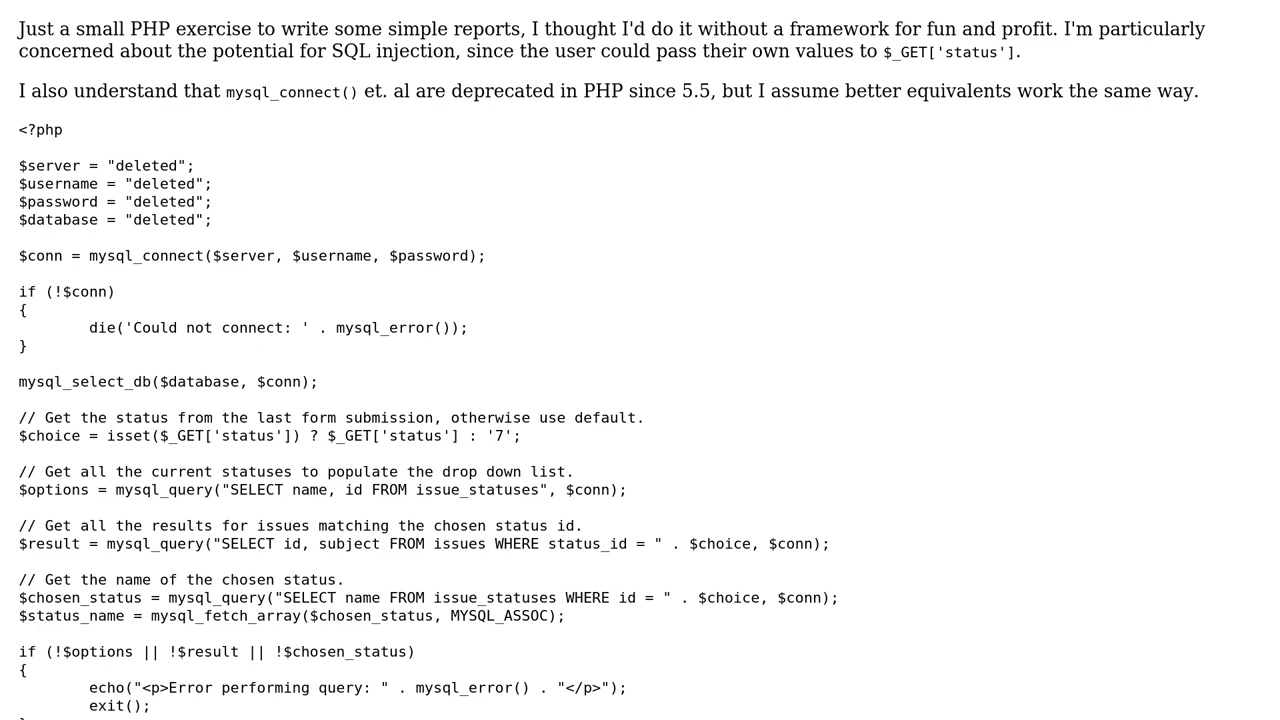 Just a small PHP exercise to write some simple reports, I thought I'd do it without a framework for fun and profit. I'm particularly
concerned about the potential for SQL injection, since the user could pass their own values to $_GET['status'].
I also understand that mysql_connect() et. al are deprecated in PHP since 5.5, but I assume better equivalents work the same way.
<?php
$server = "deleted";
$username = "deleted";
$password = "deleted";
$database = "deleted";
$conn = mysql_connect($server, $username, $password);
if (!$conn)
{
        die('Could not connect: ' . mysql_error());
}
mysql_select_db($database, $conn);
// Get the status from the last form submission, otherwise use default.
$choice = isset($_GET['status']) ? $_GET['status'] : '7';
// Get all the current statuses to populate the drop down list.
$options = mysql_query("SELECT name, id FROM issue_statuses", $conn);
// Get all the results for issues matching the chosen status id.
$result = mysql_query("SELECT id, subject FROM issues WHERE status_id = " . $choice, $conn);
// Get the name of the chosen status.
$chosen_status = mysql_query("SELECT name FROM issue_statuses WHERE id = " . $choice, $conn);
$status_name = mysql_fetch_array($chosen_status, MYSQL_ASSOC);
if (!$options || !$result || !$chosen_status)
{
        echo("<p>Error performing query: " . mysql_error() . "</p>");
        exit();